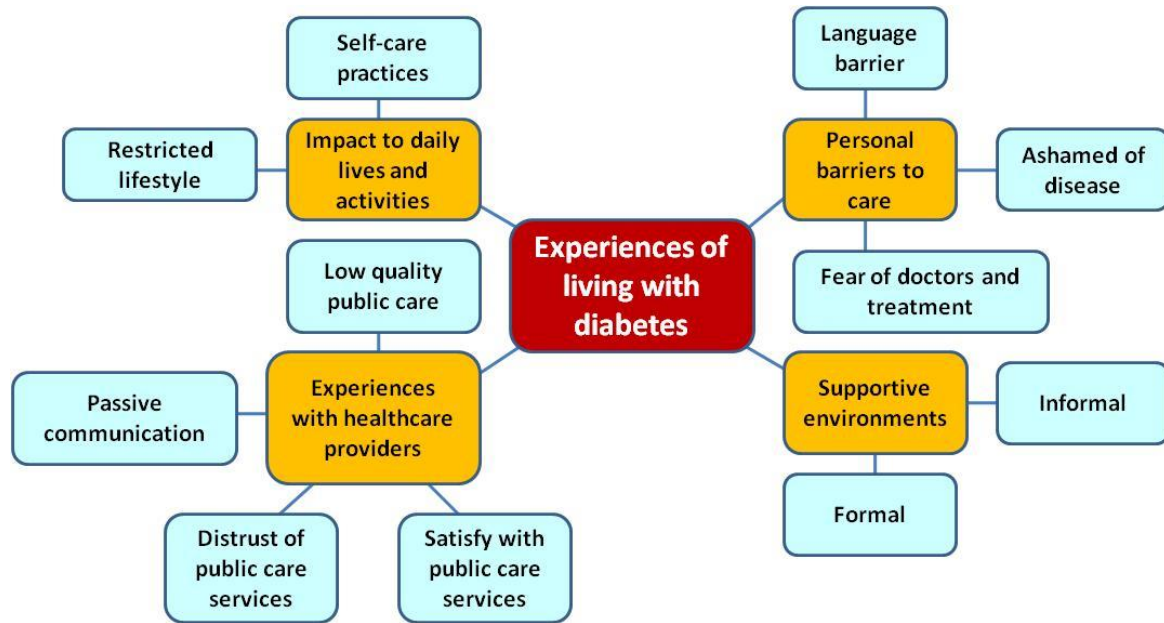 Self-care
practices
Language
barrier
Restricted
lifestyle
Impact to daily
lives and
activities
Personal
barriers to
care
Ashamed of
disease
Experiences of
living with
diabetes
Low quality
public care
Fear of doctors and
treatment
Passive
communication
Experiences
with healthcare
providers
Supportive
environments
Informal
Distrust of
public care
services
Satisfy with
public care
services
Formal